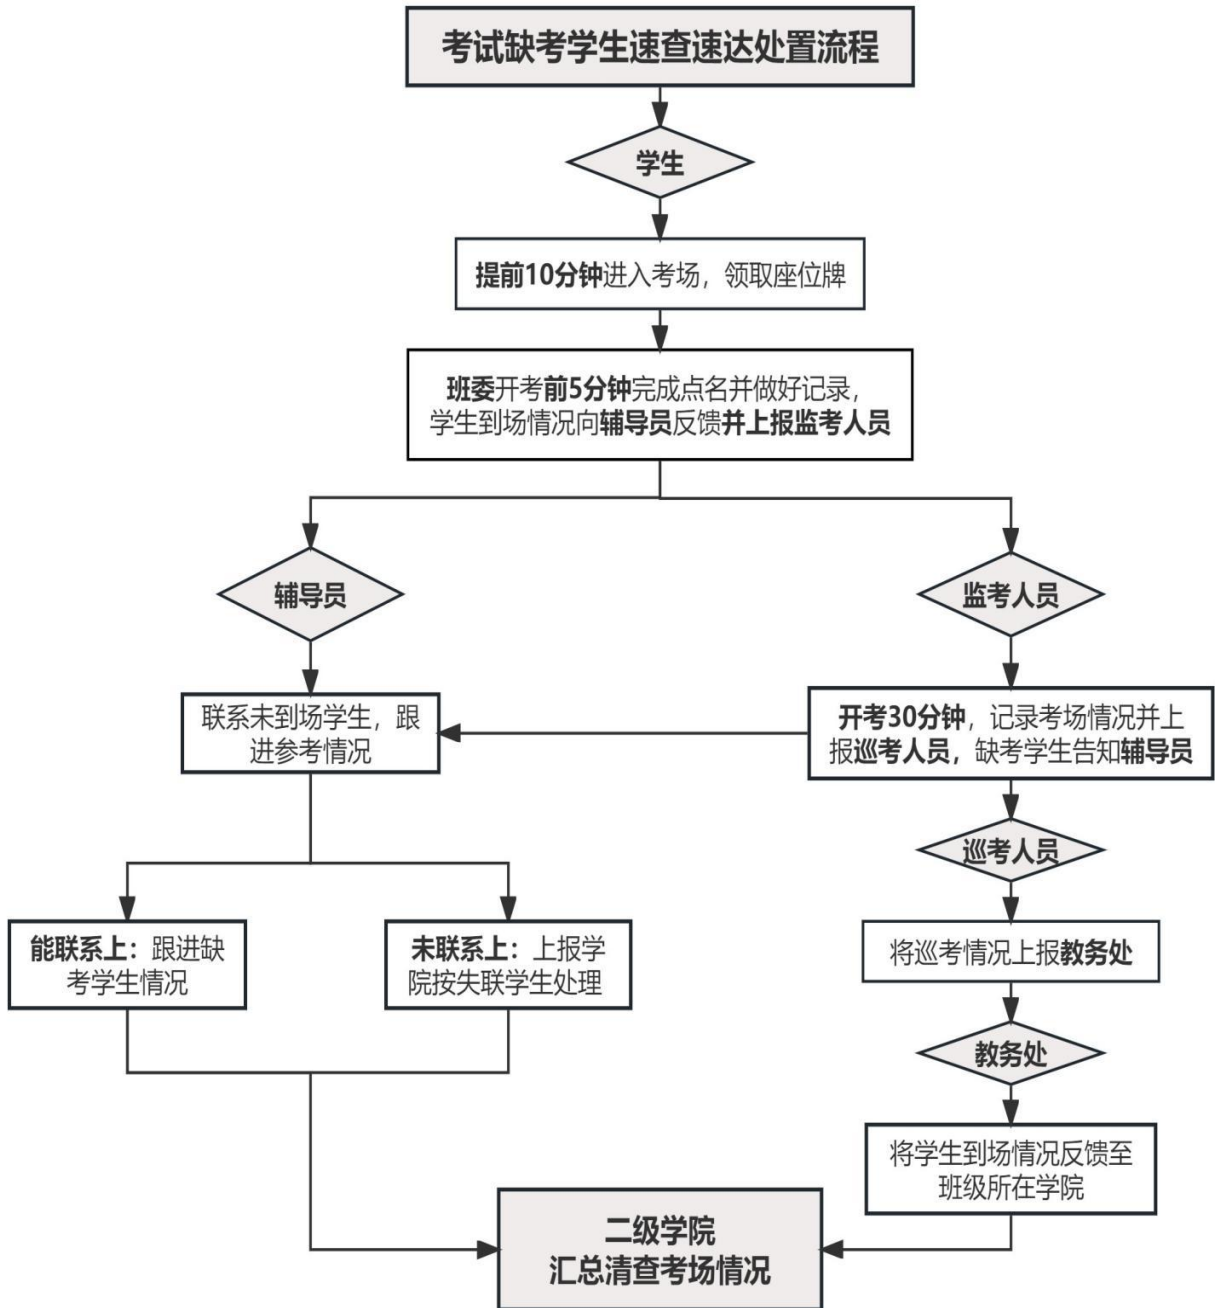 考试缺考学生速查速达处置流程
学生
提前10分钟进入考场，领取座位牌
班委开考前5分钟完成点名并做好记录，
学生到场情况向辅导员反馈并上报监考人员
辅导员
监考人员
联系未到场学生，跟
进参考情况
开考30分钟，记录考场情况并上
报巡考人员，缺考学生告知辅导员
巡考人员
能联系上：跟进缺
考学生情况
未联系上：上报学
院按失联学生处理
将巡考情况上报教务处
教务处
将学生到场情况反馈至
班级所在学院
二级学院
汇总清查考场情况